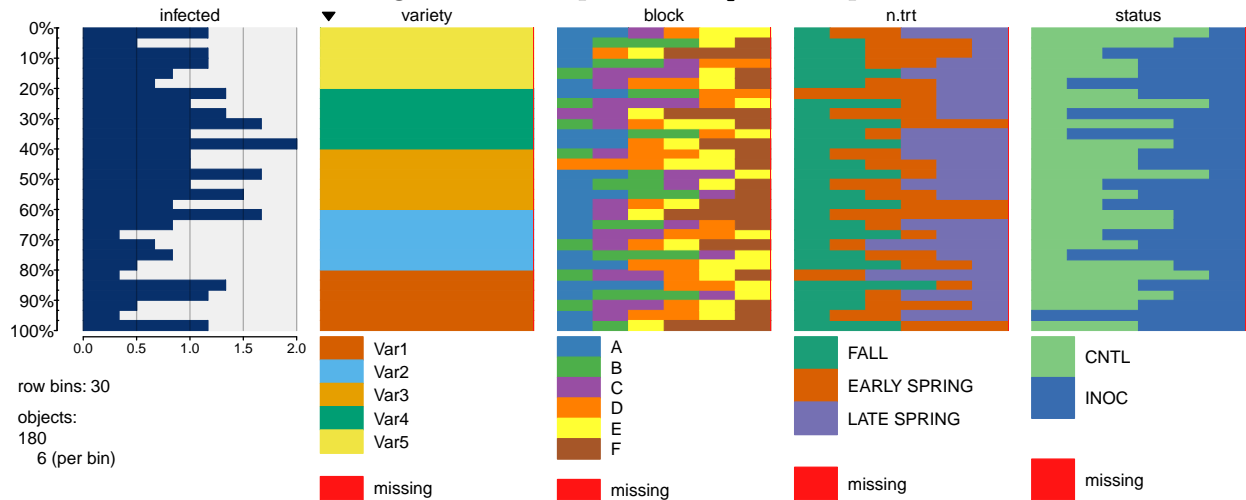 infected
variety
block
n.trt
status
0%
10%
20%
30%
40%
50%
60%
70%
80%
90%
100%
0.0 0.5 1.0 1.5 2.0
row bins: 30
objects:
180
6 (per bin)
Var1
Var2
Var3
Var4
Var5
missing
A
B
C
D
E
F
missing
FALL
EARLY SPRING
LATE SPRING
missing
CNTL
INOC
missing